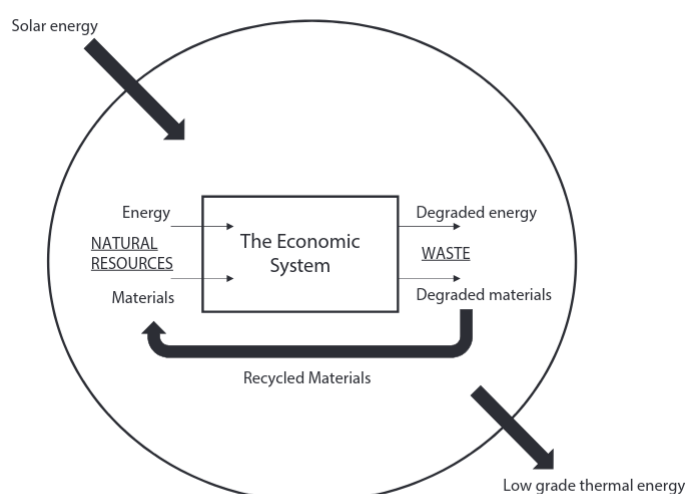 Solar energy
Energy
Degraded energy
NATURAL
RESOURCES
The Economic
System
WASTE
Materials
Degraded materials
Recycled Materials
Low grade thermal energy